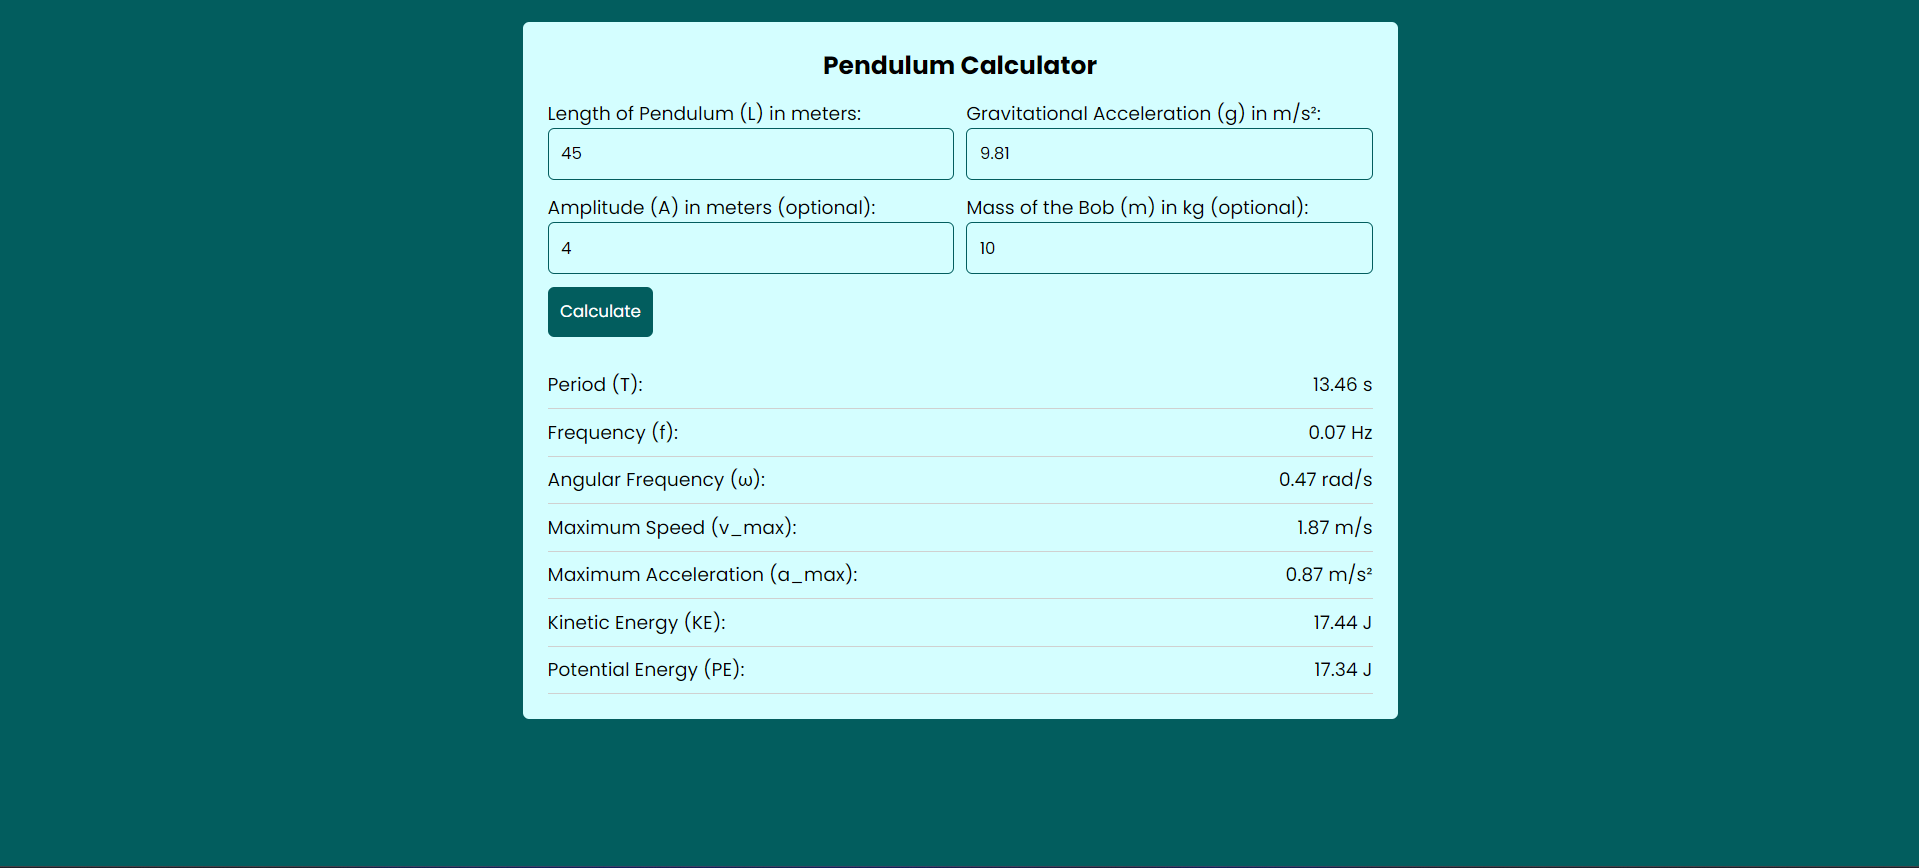 Pendulum Calculator
Length of Pendulum (L) in meters:
45
Gravitational Acceleration (g) in m/s²:
9.81
Amplitude (A) in meters (optional):
4
Mass of the Bob (m) in kg (optional):
10
Calculate
Period (T): 13.46 s
Frequency (f): 0.07 Hz
Angular Frequency (ω): 0.47 rad/s
Maximum Speed (v_max): 1.87 m/s
Maximum Acceleration (a_max): 0.87 m/s²
Kinetic Energy (KE): 17.44 J
Potential Energy (PE): 17.34 J